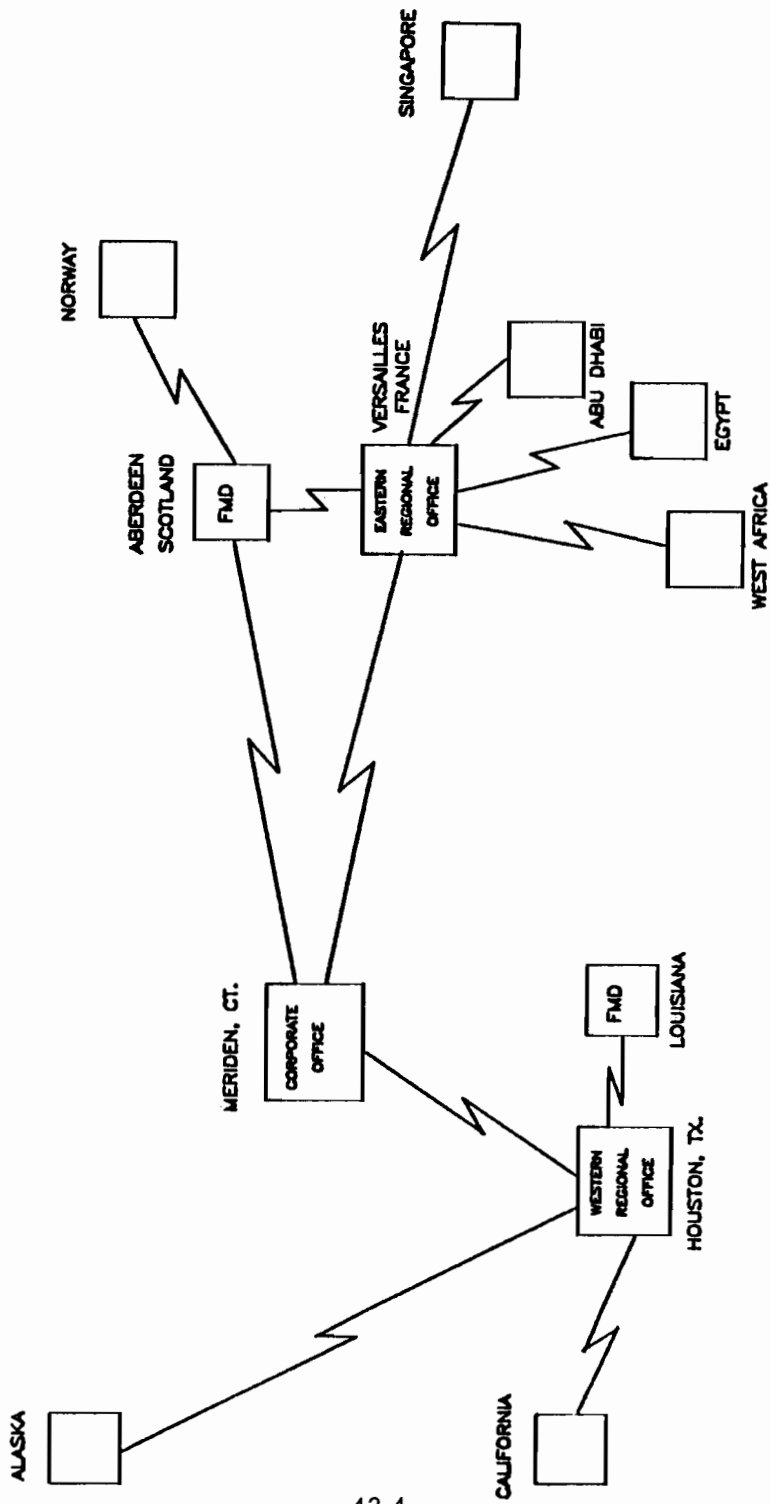 ALASKA
CALIFORNIA
MERIDEN, CT.
CORPORATE
OFFICE
WESTERN
REGIONAL
OFFICE
HOUSTON, TX.
FMD
LOUISIANA
ABERDEEN
SCOTLAND
FMD
NORWAY
VERSAILLES
FRANCE
EASTERN
REGIONAL
OFFICE
WEST AFRICA
EGYPT
ABU DHABI
SINGAPORE
43-4